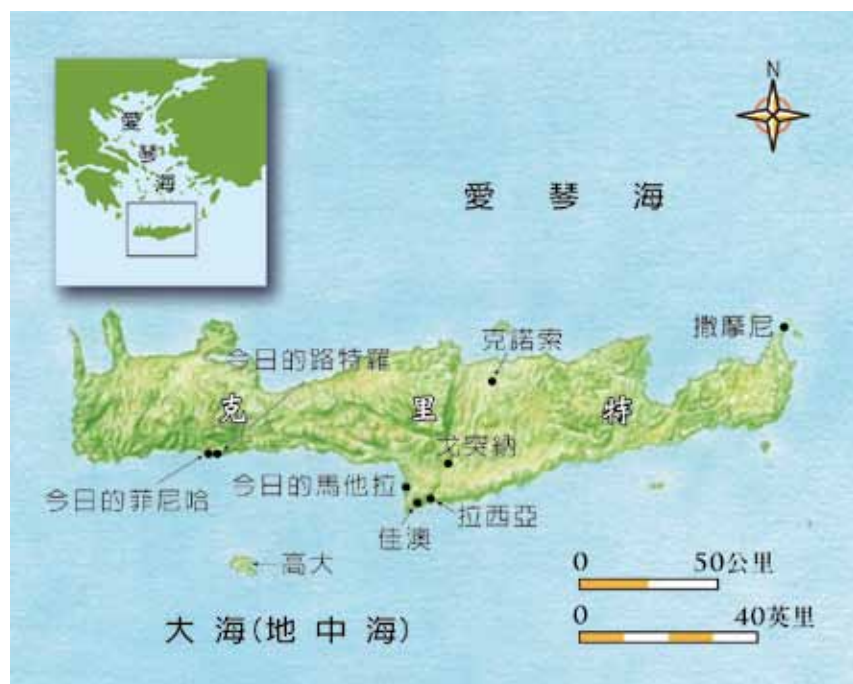 愛
琴
海
N
愛琴海
撒摩尼
克諾索
今日的路特羅
克里特
戈突納
今日的菲尼哈
今日的馬他拉
拉西亞
佳澳
高大
0 50公里
0 40英里
大海(地中海)